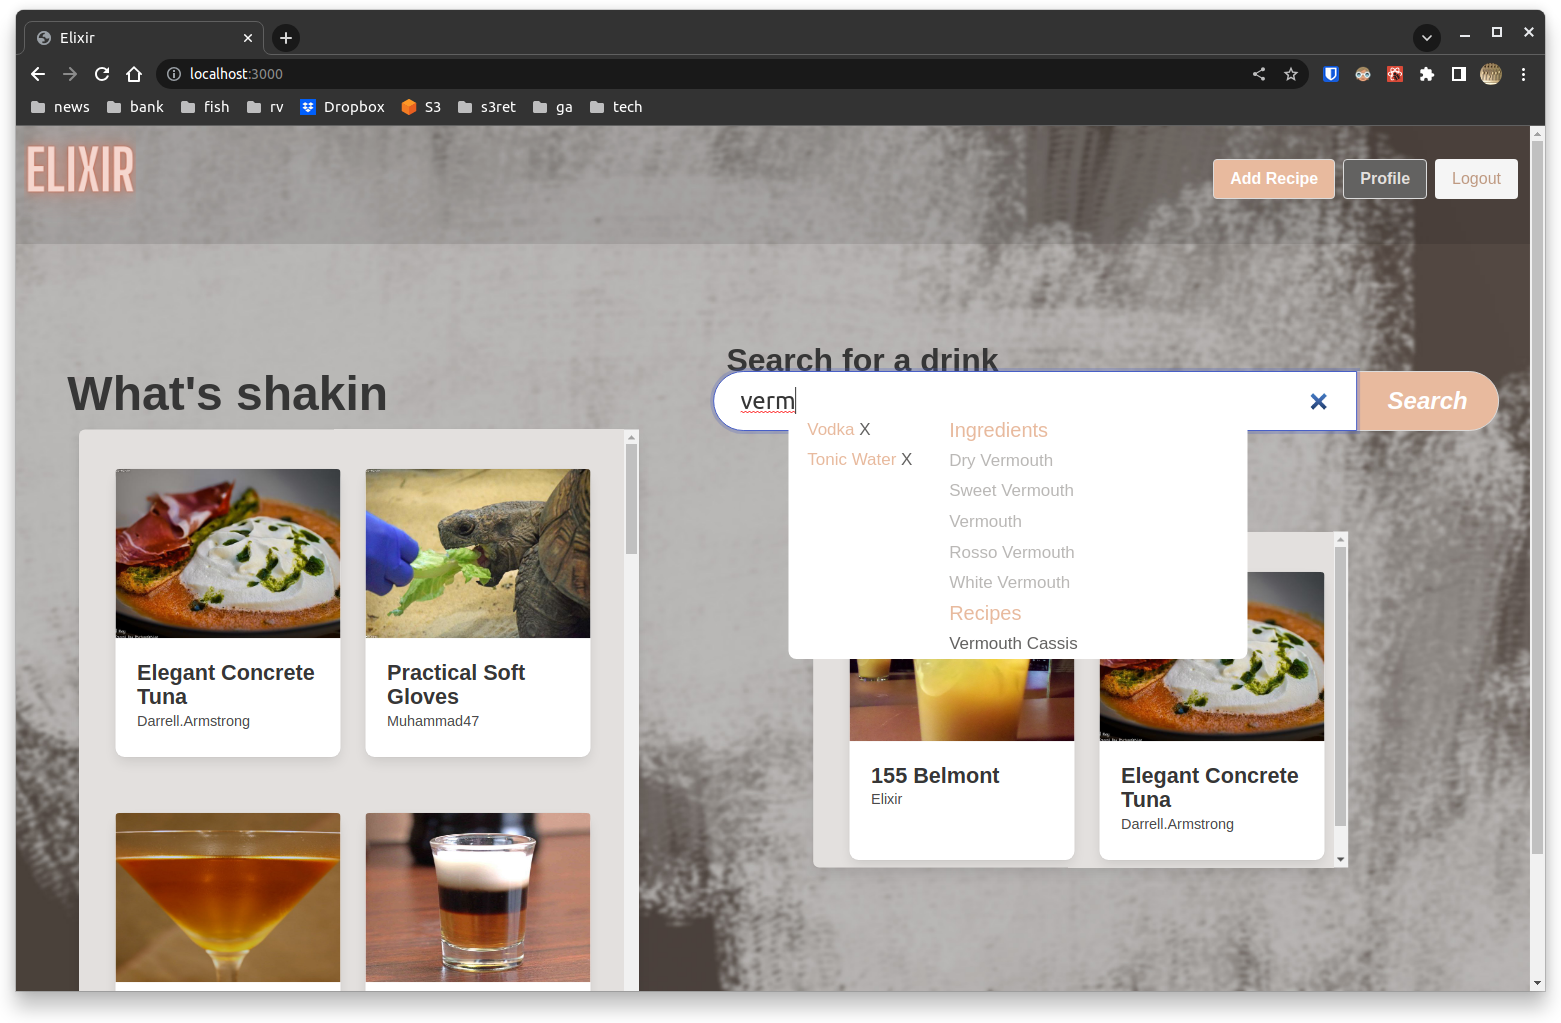 Elixir
localhost:3000
news
bank
fish
rv
Dropbox
S3
s3ret
ga
tech
ELIXIR
Add Recipe
Profile
Logout
What's shakin
Elegant Concrete
Tuna
Darrell.Armstrong
Practical Soft
Gloves
Muhammad47
Search for a drink
verm
Search
Vodka X
Tonic Water X
Ingredients
Dry Vermouth
Sweet Vermouth
Vermouth
Rosso Vermouth
White Vermouth
Recipes
Vermouth Cassis
155 Belmont
Elixir
Elegant Concrete
Tuna
Darrell.Armstrong